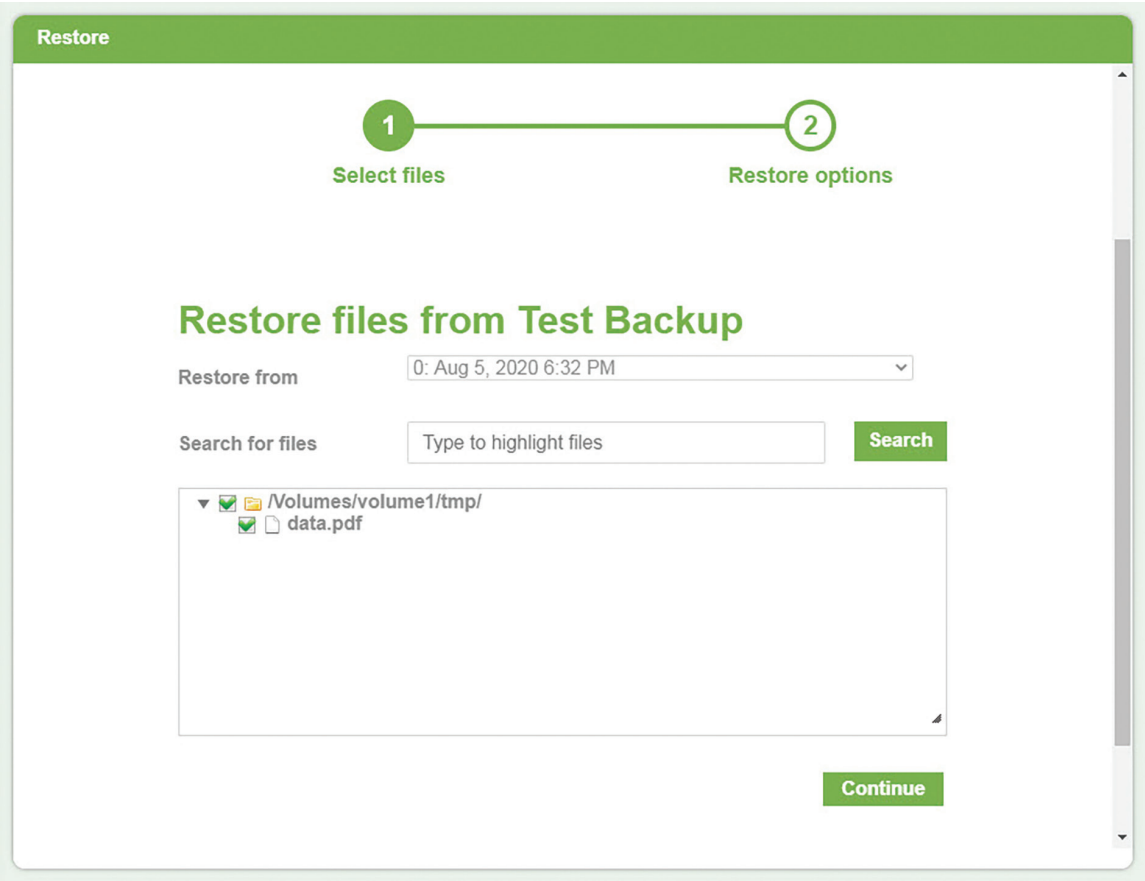 Restore
1
2
Select files
Restore options
Restore files from Test Backup
Restore from
0: Aug 5, 2020 6:32 PM
Search for files
Type to highlight files
Search
/Volumes/volume1/tmp/
data.pdf
Continue